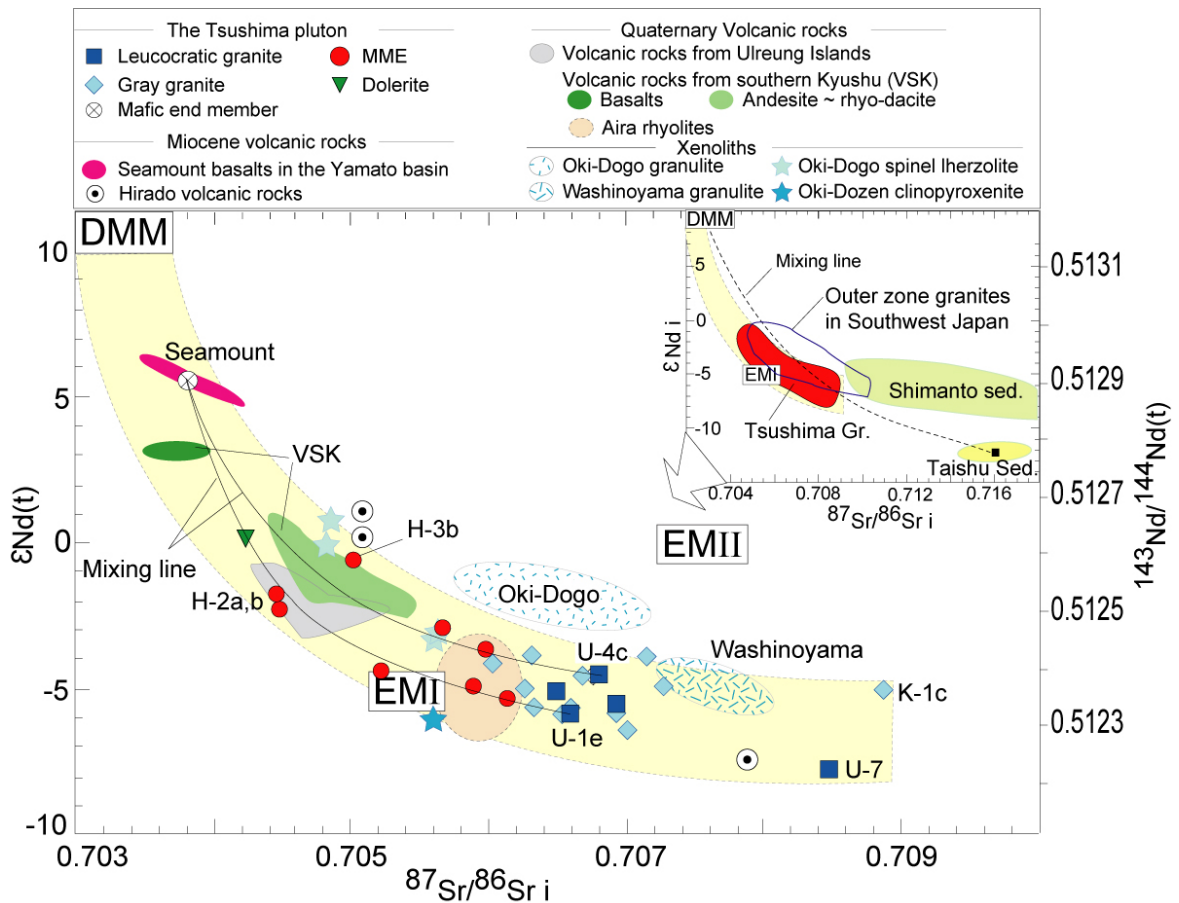 The Tsushima pluton
Leucocratic granite
MME
Gray granite
Dolerite
Mafic end member
Miocene volcanic rocks
Seamount basalts in the Yamato basin
Hirado volcanic rocks
Quaternary Volcanic rocks
Volcanic rocks from Ulreung Islands
Volcanic rocks from southern Kyushu (VSK)
Basalts
Andesite ~ rhyo-dacite
Aira rhyolites
Xenoliths
Oki-Dogo granulite
Oki-Dogo spinel lherzolite
Washinoyama granulite
Oki-Dozen clinopyroxenite
DMM
Seamount
VSK
H-3b
Mixing line
H-2a,b
Oki-Dogo
Washinoyama
EMI
EMII
U-4c
U-1e
K-1c
U-7
10
5
0
-5
-10
εNd(t)
0.703
0.705
0.707
0.709
87Sr/86Sr i
0.5131
0.5129
0.5127
0.5125
0.5123
143Nd/144Nd(t)
DMM
Mixing line
Outer zone granites
in Southwest Japan
EMI
Shimanto sed.
Tsushima Gr.
Taishu Sed.
5
0
-5
-10
εNd i
0.704
0.708
0.712
0.716
87Sr/86Sr i